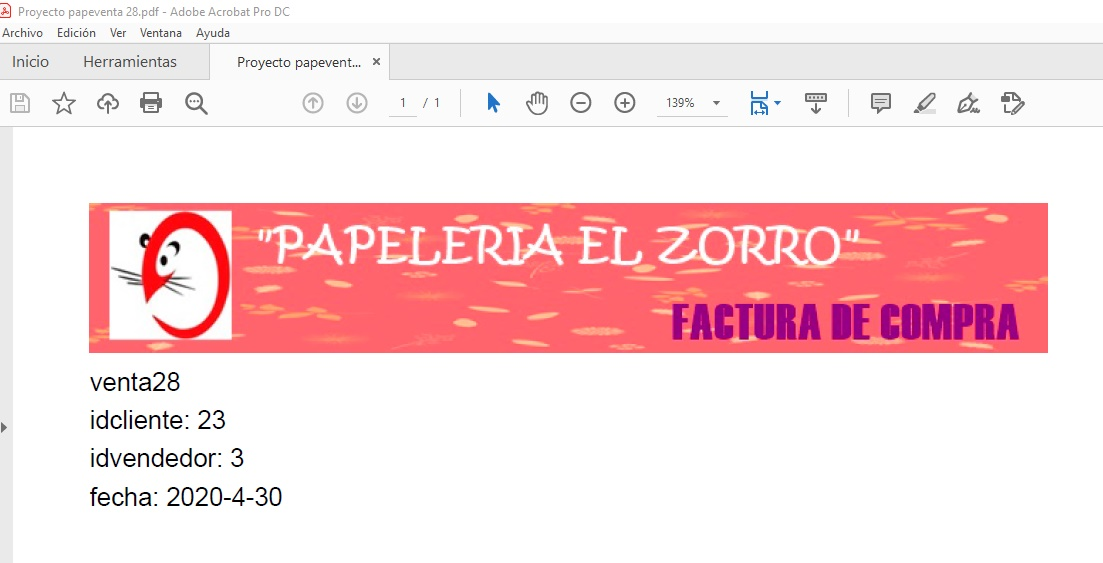 Proyecto papeventa 28.pdf - Adobe Acrobat Pro DC
Archivo Edición Ver Ventana Ayuda
Inicio Herramientas Proyecto papevent... ×
1 / 1 139%
"PAPELERIA EL ZORRO"
FACTURA DE COMPRA
venta28
idcliente: 23
idvendedor: 3
fecha: 2020-4-30